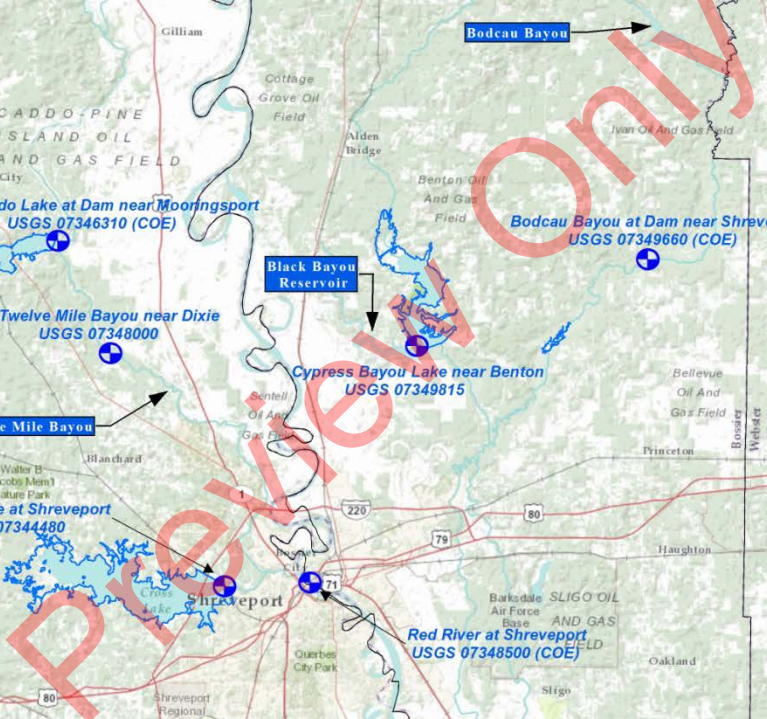 Gilliam
Bodcau Bayou
Cottage
Grove Oil
Field
CADDO-PINE
ISLAND OIL
AND GAS FIELD
City
Alden
Bridge
Ivan Oil And Gas Field
Benton Oil
And Gas
Field
do Lake at Dam near Mooringsport
USGS 07346310 (COE)
Bodcau Bayou at Dam near Shreve
USGS 07349660 (COE)
Black Bayou
Reservoir
Twelve Mile Bayou near Dixie
USGS 07348000
Cypress Bayou Lake near Benton
USGS 07349815
Bellevue
Oil And
Gas Field
Sentell
Oil And
Gas Field
e Mile Bayou
Bossier
Webster
Blanchard
Princeton
Walter B
cobs Mem'l
ature Park
1
e at Shreveport
07344480
220
80
79
Haughton
Bossier
City
71
Cross
Lake
Shreveport
Barksdale
Air Force
Base
SLIGO OIL
AND GAS
FIELD
Red River at Shreveport
USGS 07348500 (COE)
Querbes
City Park
Oakland
Sligo
80
Shreveport
Regional
Preview Only